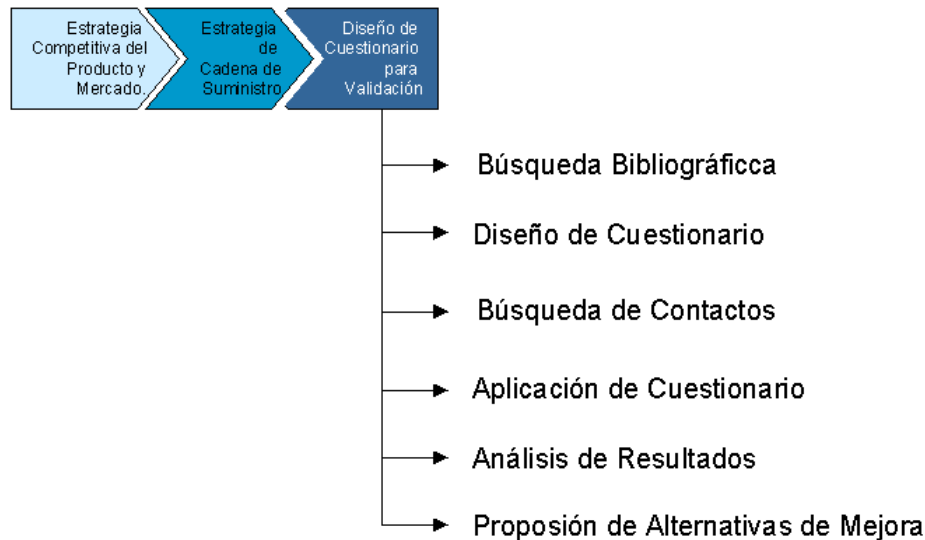 Estrategia
Competitiva del
Producto y
Mercado.
Estrategia
de
Cadena de
Suministro
Diseño de
Cuestionario
para
Validación
Búsqueda Bibliográficca
Diseño de Cuestionario
Búsqueda de Contactos
Aplicación de Cuestionario
Análisis de Resultados
Proposión de Alternativas de Mejora